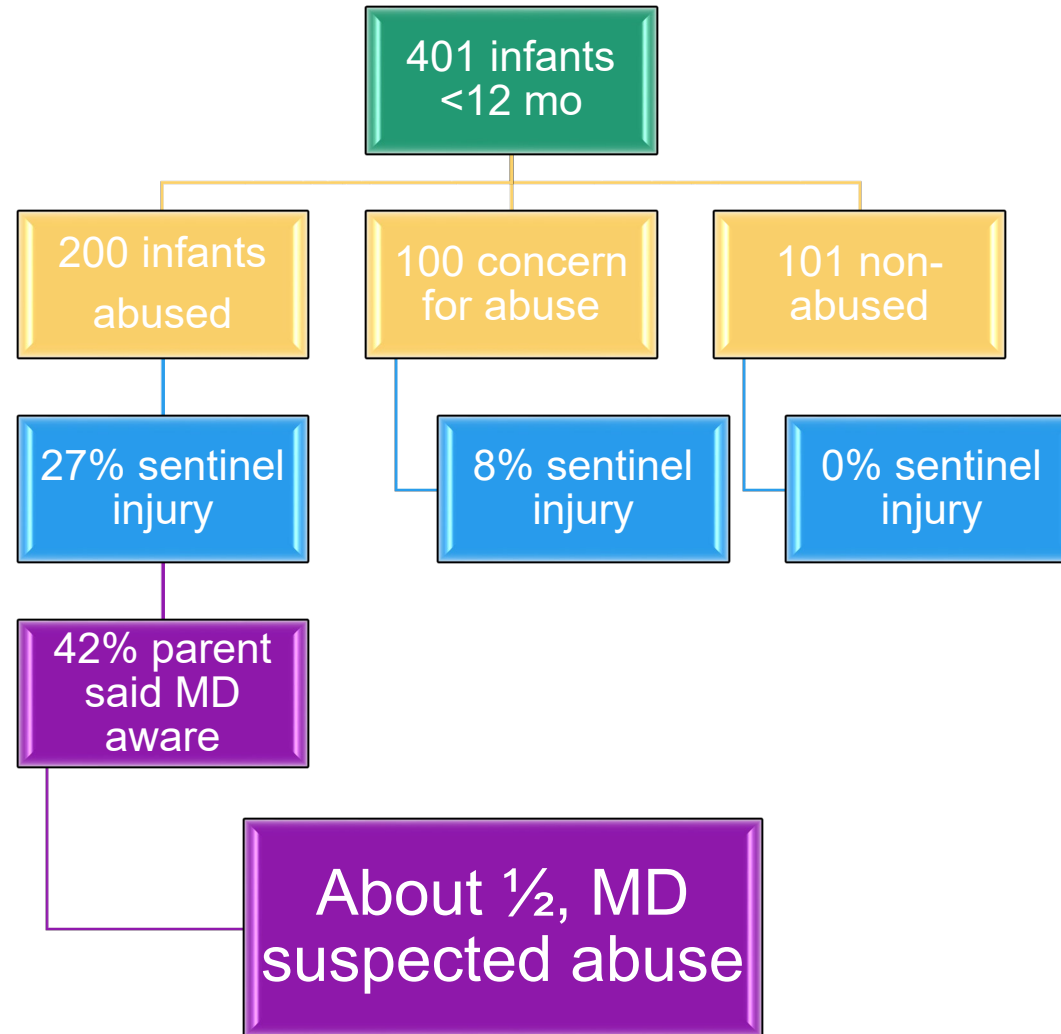 401 infants
<12 mo
200 infants
abused
100 concern
for abuse
101 non-
abused
27% sentinel
injury
8% sentinel
injury
0% sentinel
injury
42% parent
said MD
aware
About ½, MD
suspected abuse